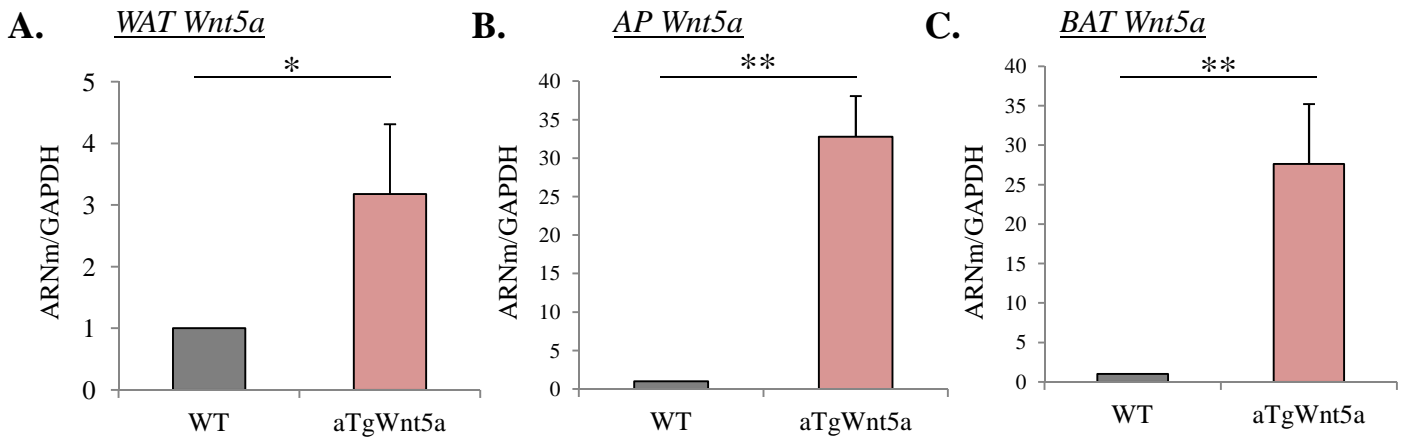 A.
WAT Wnt5a
*
5
4
3
2
1
0
ARNm/GAPDH
WT
aTgWnt5a
B.
AP Wnt5a
**
40
35
30
25
20
15
10
5
0
ARNm/GAPDH
WT
aTgWnt5a
C.
BAT Wnt5a
**
40
35
30
25
20
15
10
5
0
ARNm/GAPDH
WT
aTgWnt5a